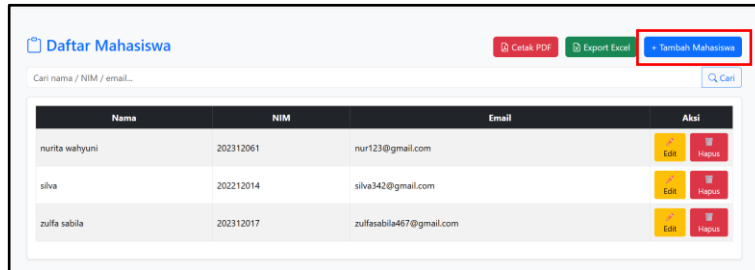 Daftar Mahasiswa
Cetak PDF Export Excel + Tambah Mahasiswa
Cari nama / NIM / email... Cari
Nama NIM Email Aksi
nurita wahyuni 202312061 nur123@gmail.com Edit Hapus
silva 202212014 silva342@gmail.com Edit Hapus
zulfa sabila 202312017 zulfasabila467@gmail.com Edit Hapus